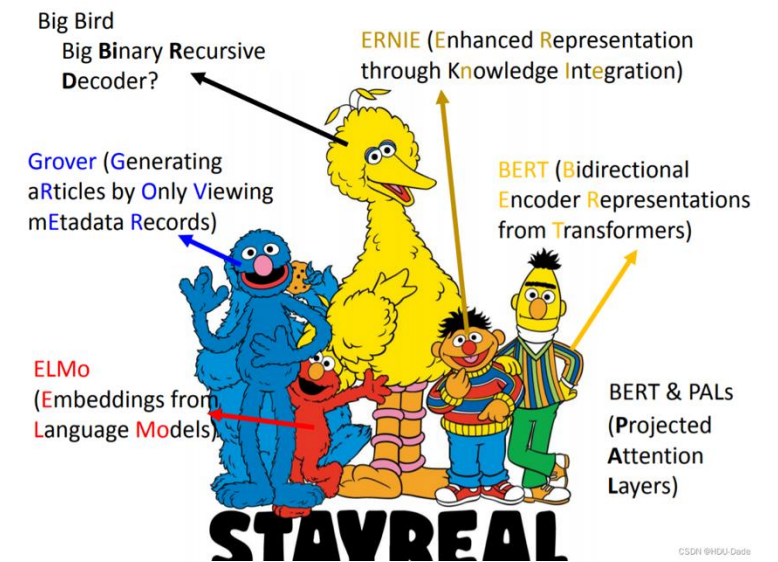 Big Bird
Big Binary Recursive
Decoder?
ERNIE (Enhanced Representation
through Knowledge Integration)
Grover (Generating
aRticles by Only Viewing
mEtadata Records)
BERT (Bidirectional
Encoder Representations
from Transformers)
ELMo
(Embeddings from
Language Models)
BERT & PALs
(Projected
Attention
Layers)
STAYREAL
CSDN @HDU-Dada